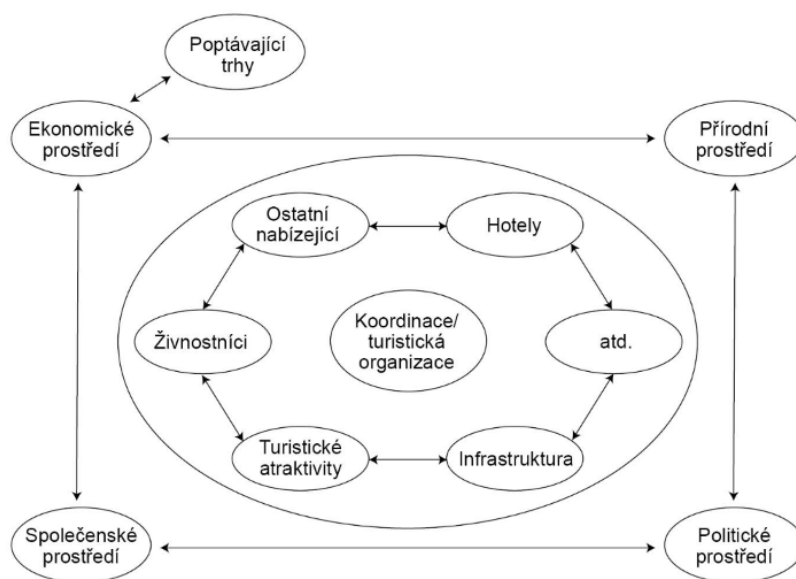 Poptávající
trhy
Ekonomické
prostředí
Přírodní
prostředí
Ostatní
nabízející
Hotely
Živnostníci
Koordinace/
turistická
organizace
atd.
Turistické
atraktivity
Infrastruktura
Společenské
prostředí
Politické
prostředí